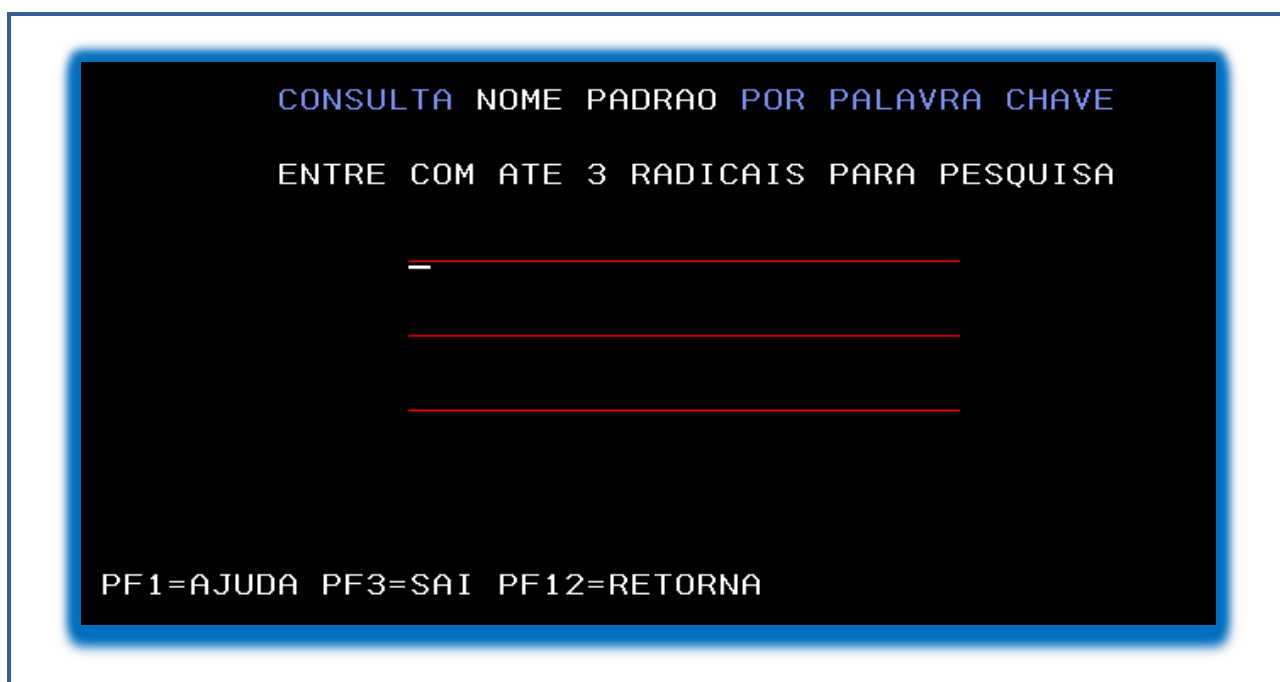 CONSULTA NOME PADRAO POR PALAVRA CHAVE
ENTRE COM ATE 3 RADICAIS PARA PESQUISA
PF1=AJUDA PF3=SAI PF12=RETORNA